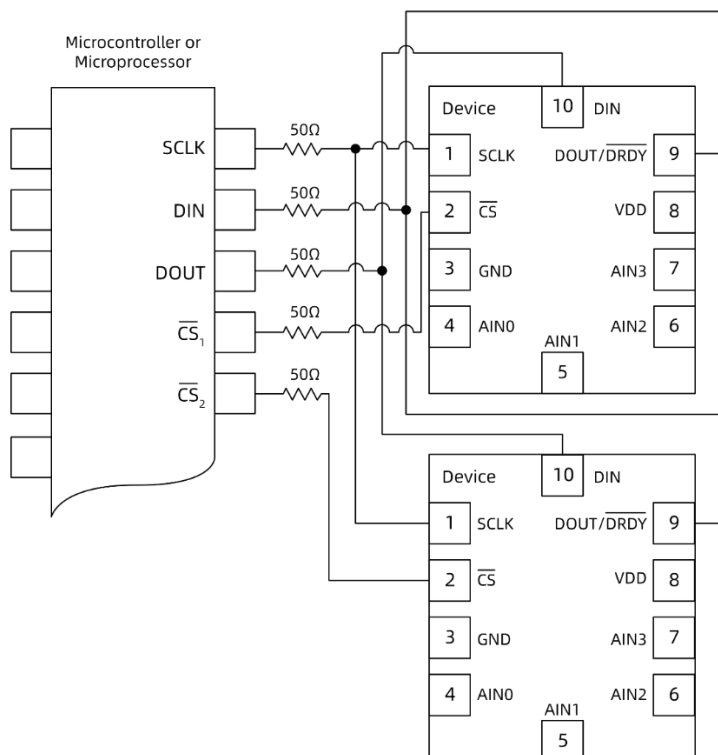 Microcontroller or
Microprocessor
SCLK
DIN
DOUT
CS1
CS2
50Ω
50Ω
50Ω
50Ω
50Ω
Device
10
DIN
1
SCLK
DOUT/DRDY
9
2
CS
VDD
8
3
GND
AIN3
7
4
AIN0
AIN2
6
AIN1
5
Device
10
DIN
1
SCLK
DOUT/DRDY
9
2
CS
VDD
8
3
GND
AIN3
7
4
AIN0
AIN2
6
AIN1
5